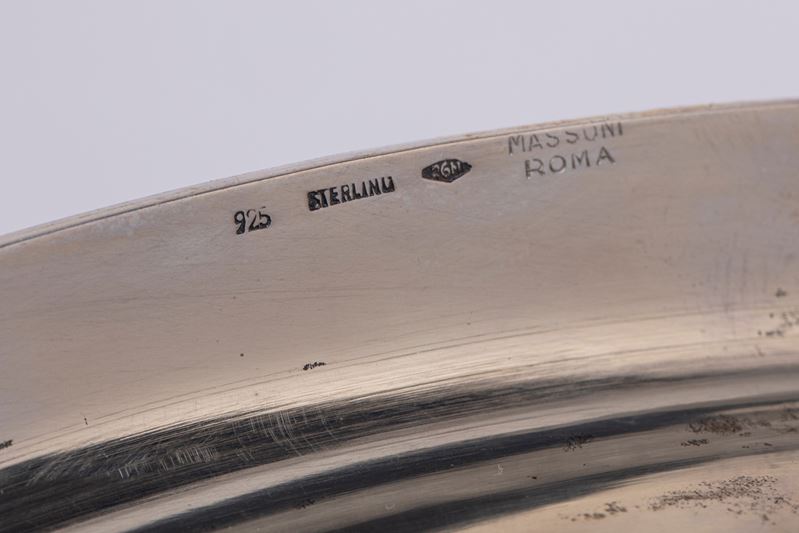 925
STERLING
MASSONI
ROMA